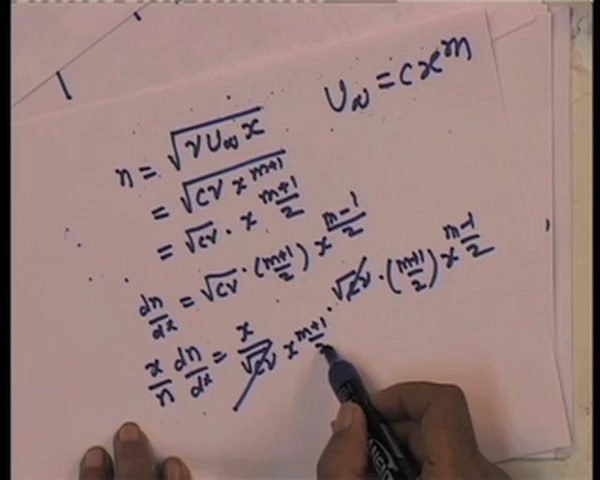 U∞ = cx^m
n = √(νU∞x)
= √(cν x^(m+1))
= √(cν) · x^((m+1)/2)
dn/dx = √(cν) · ((m+1)/2) x^((m-1)/2)
x/n dn/dx = x/(√(cν) x^((m+1)/2)) · √(cν) · ((m+1)/2) x^((m-1)/2)